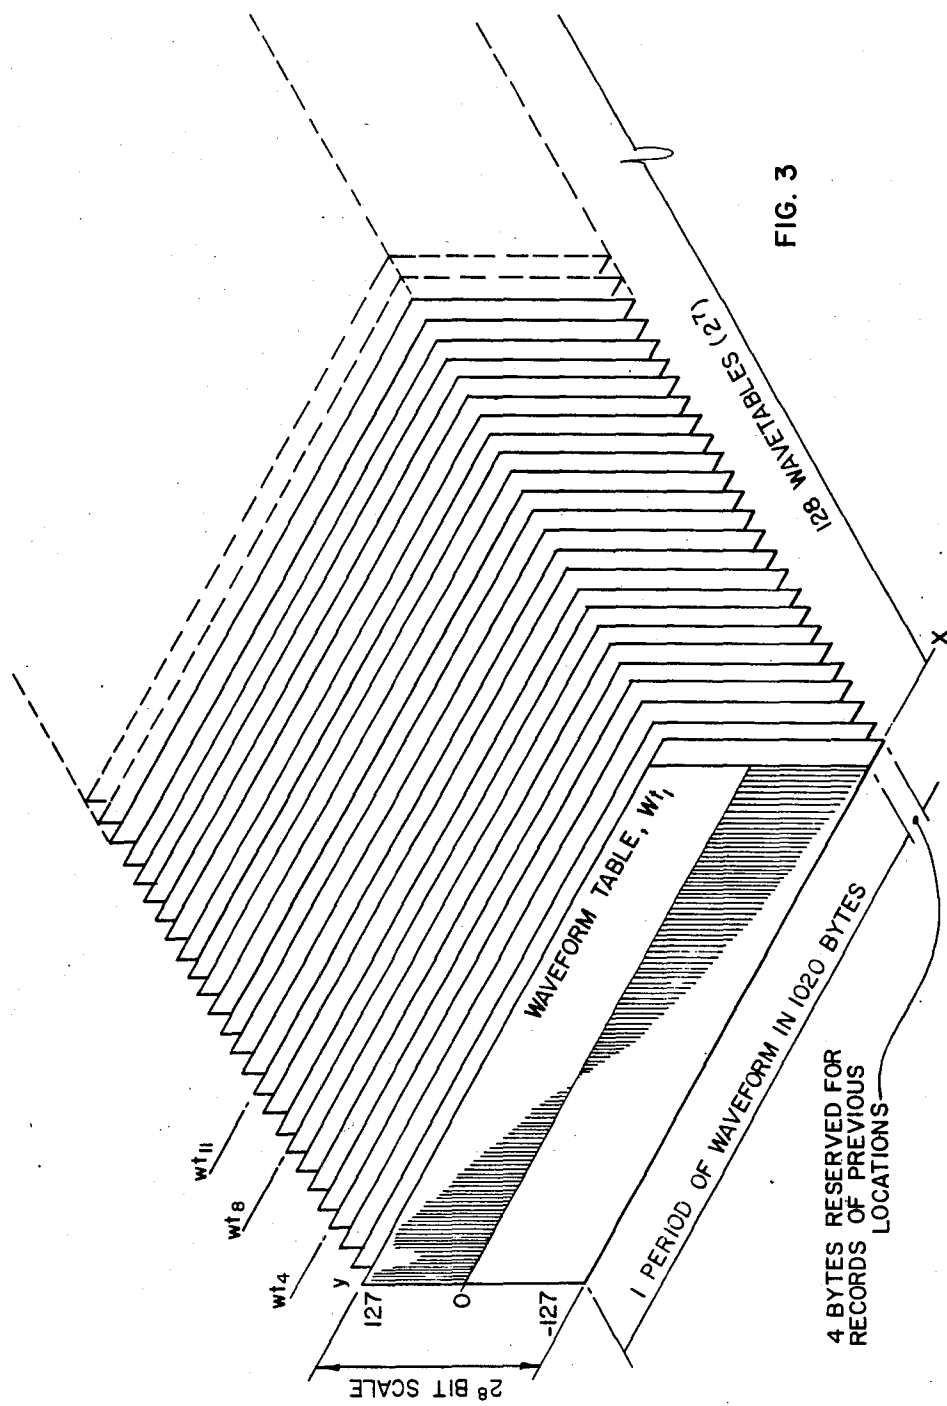 wt₄
wt₈
wt₁₁
y
127
0
-127
2⁸ BIT SCALE
WAVEFORM TABLE, Wt₁
1 PERIOD OF WAVEFORM IN 1020 BYTES
4 BYTES RESERVED FOR
RECORDS OF PREVIOUS
LOCATIONS
X
128 WAVETABLES (2⁷)
FIG. 3